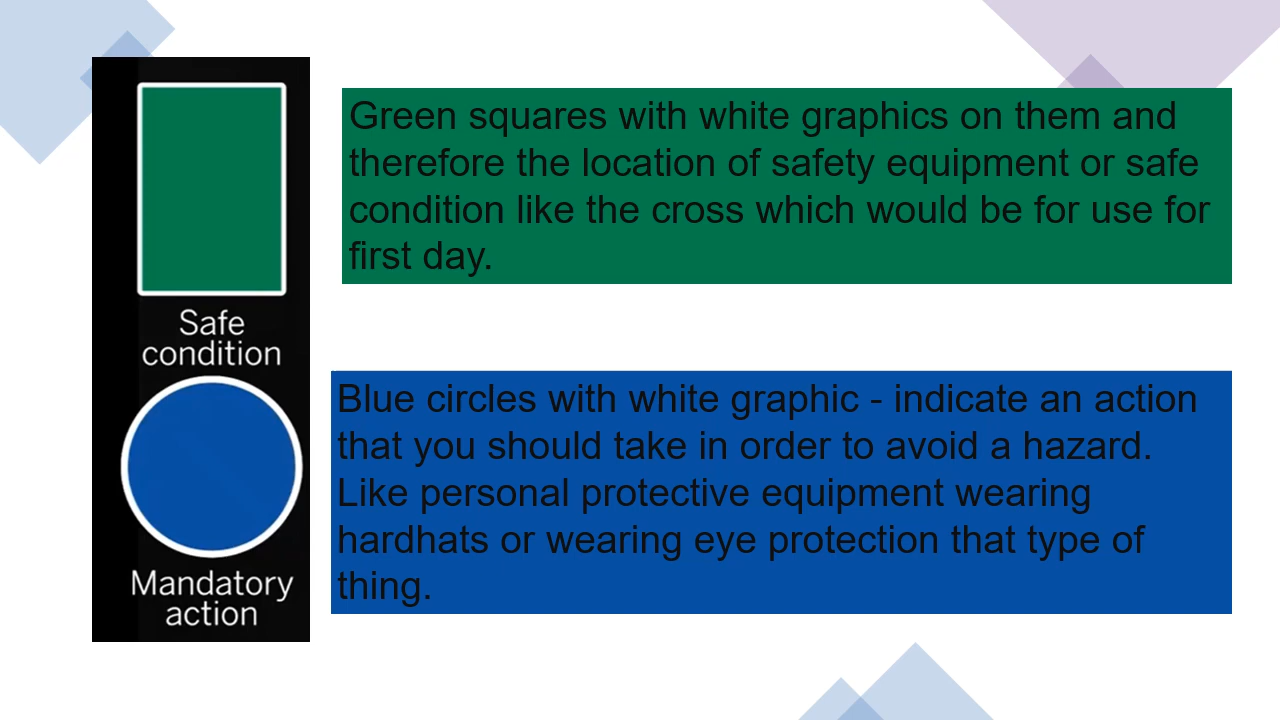 Green squares with white graphics on them and
therefore the location of safety equipment or safe
condition like the cross which would be for use for
first day.
Safe
condition
Blue circles with white graphic - indicate an action
that you should take in order to avoid a hazard.
Like personal protective equipment wearing
hardhats or wearing eye protection that type of
thing.
Mandatory
action